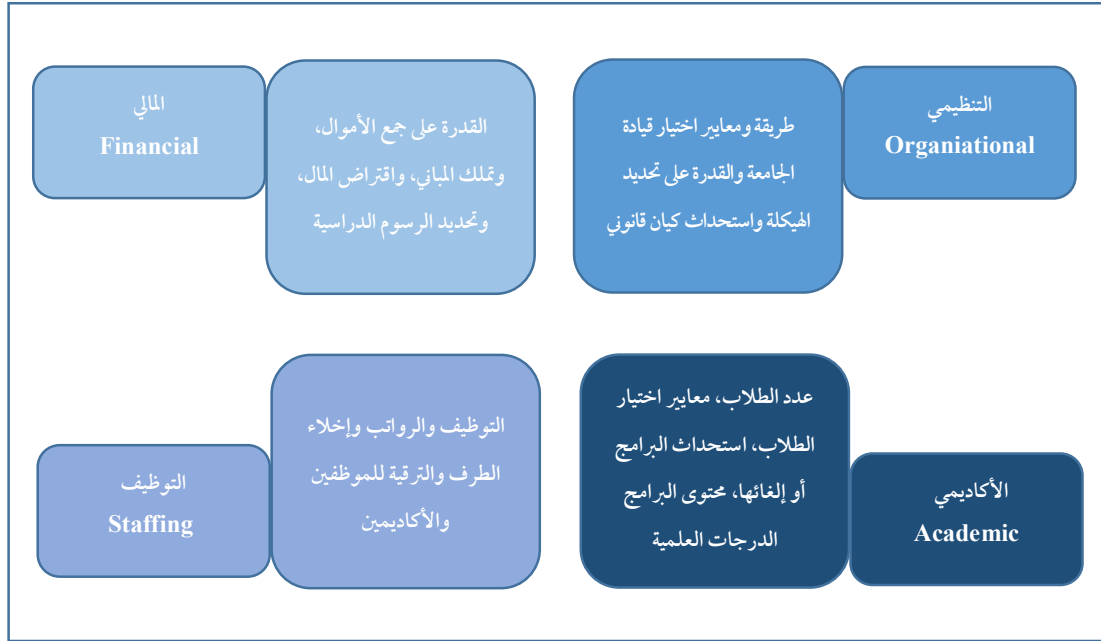 التنظيمي
Organiational
طريقة ومعايير اختيار قيادة
الجامعة والقدرة على تحديد
الهيكلة واستحداث كيان قانوني
المالي
Financial
القدرة على جمع الأموال،
وتملك المباني، واقتراض المال،
وتحديد الرسوم الدراسية
الأكاديمي
Academic
عدد الطلاب، معايير اختيار
الطلاب، استحداث البرامج
أو إلغائها، محتوى البرامج
الدرجات العلمية
التوظيف
Staffing
التوظيف والرواتب وإخلاء
الطرف والترقية للموظفين
والأكاديمين